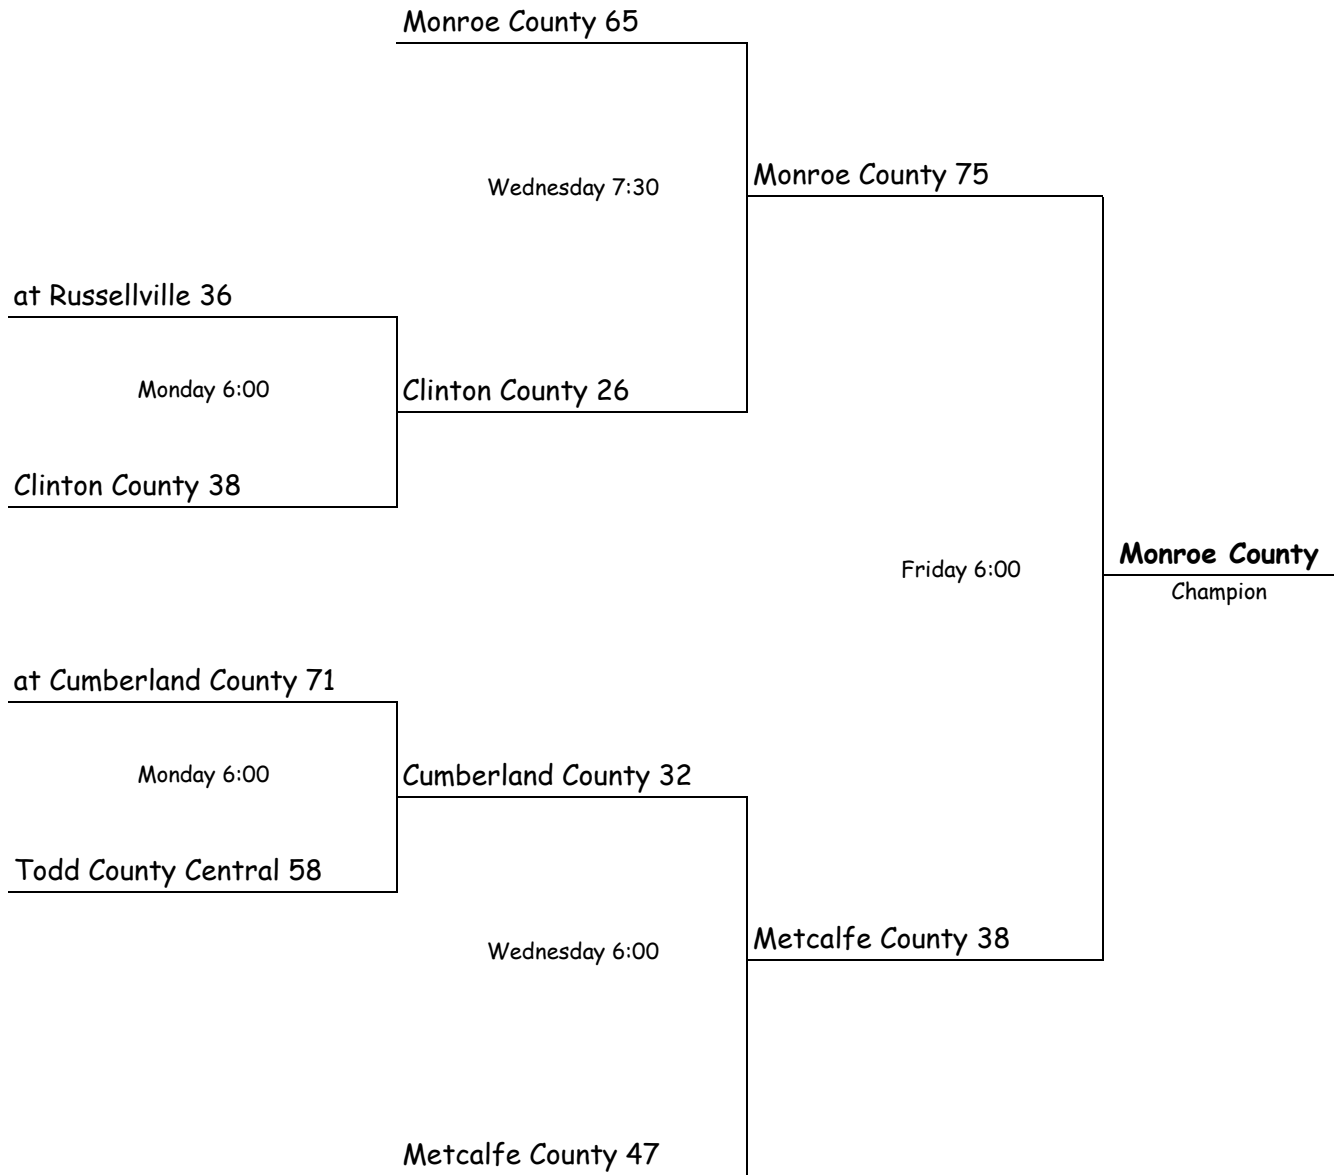 Monroe County 65
Wednesday 7:30
Monroe County 75
at Russellville 36
Monday 6:00
Clinton County 26
Clinton County 38
Friday 6:00
Monroe County
Champion
at Cumberland County 71
Monday 6:00
Cumberland County 32
Todd County Central 58
Wednesday 6:00
Metcalfe County 38
Metcalfe County 47